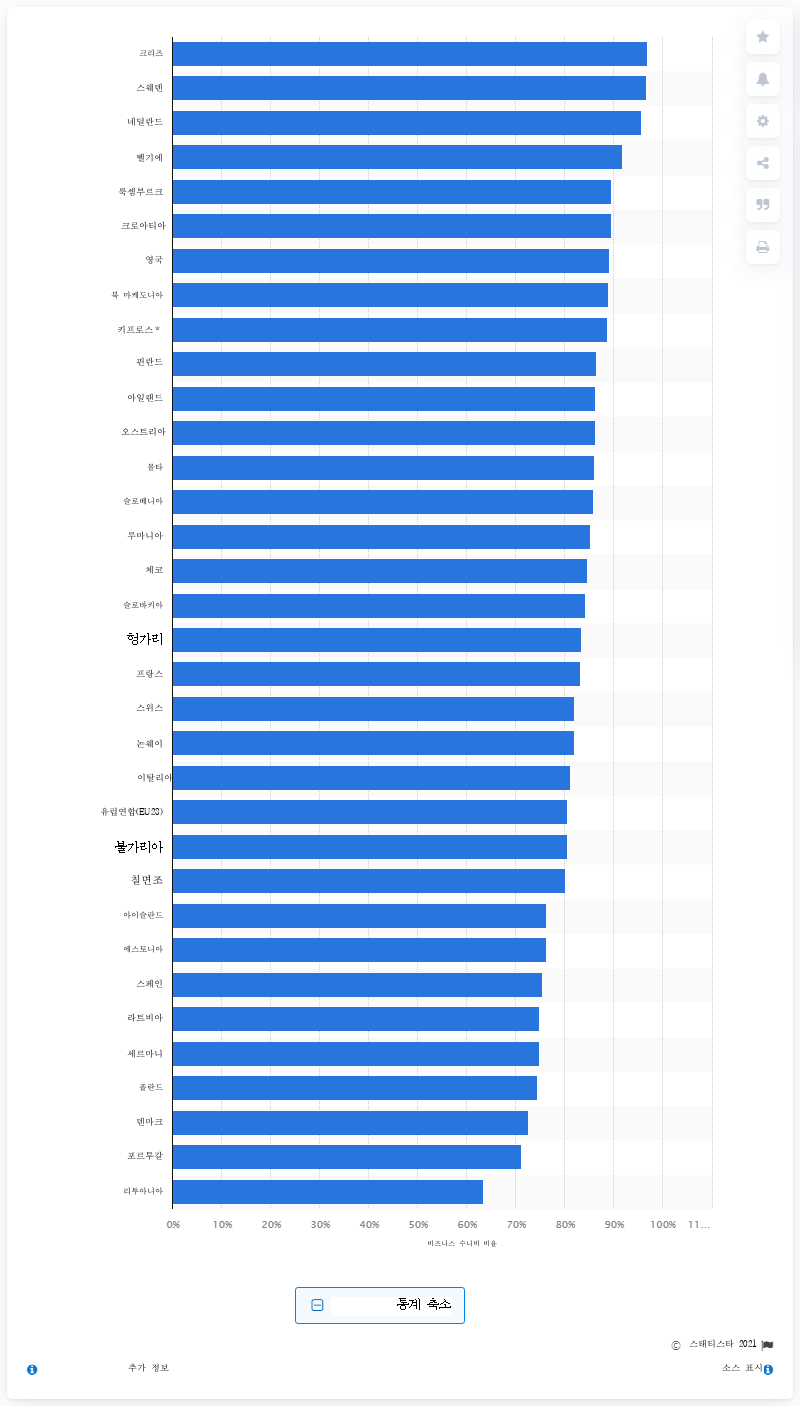 크리즈
스웨덴
네덜란드
벨기에
룩셈부르크
크로아티아
영국
북 마케도니아
키프로스 *
핀란드
아일랜드
오스트리아
몰타
슬로베니아
루마니아
체코
슬로바키아
헝가리
프랑스
스위스
논웨이
이탈리아
유럽연합(EU28)
불가리아
칠면조
아이슬란드
에스토니아
스페인
라트비아
세르마니
폴란드
덴마크
포르투갈
리투아니아
0% 10% 20% 30% 40% 50% 60% 70% 80% 90% 100% 11...
비즈니스 수니비 비율
통계 축소
© 스태티스타 2021
추가 정보 소스 표시